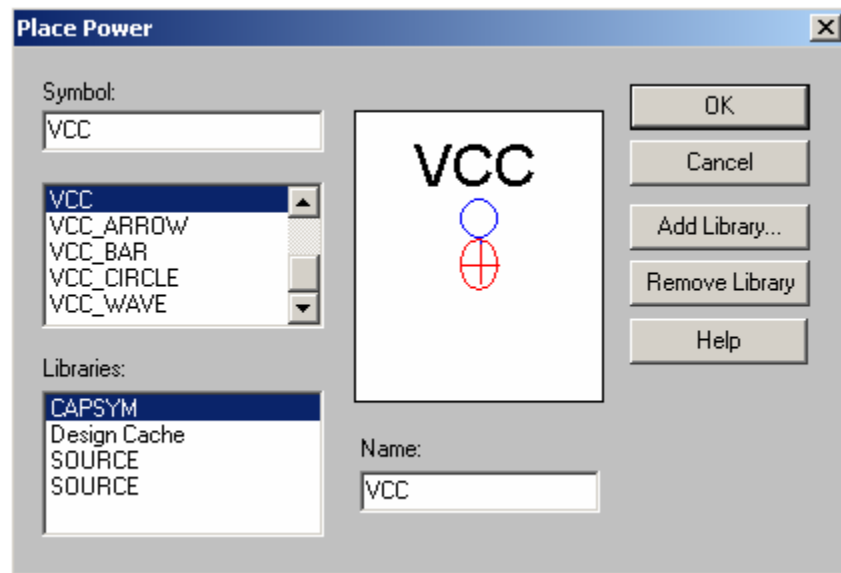 Place Power
Symbol:
VCC
VCC
VCC_ARROW
VCC_BAR
VCC_CIRCLE
VCC_WAVE
Libraries:
CAPSYM
Design Cache
SOURCE
SOURCE
VCC
Name:
VCC
OK
Cancel
Add Library...
Remove Library
Help